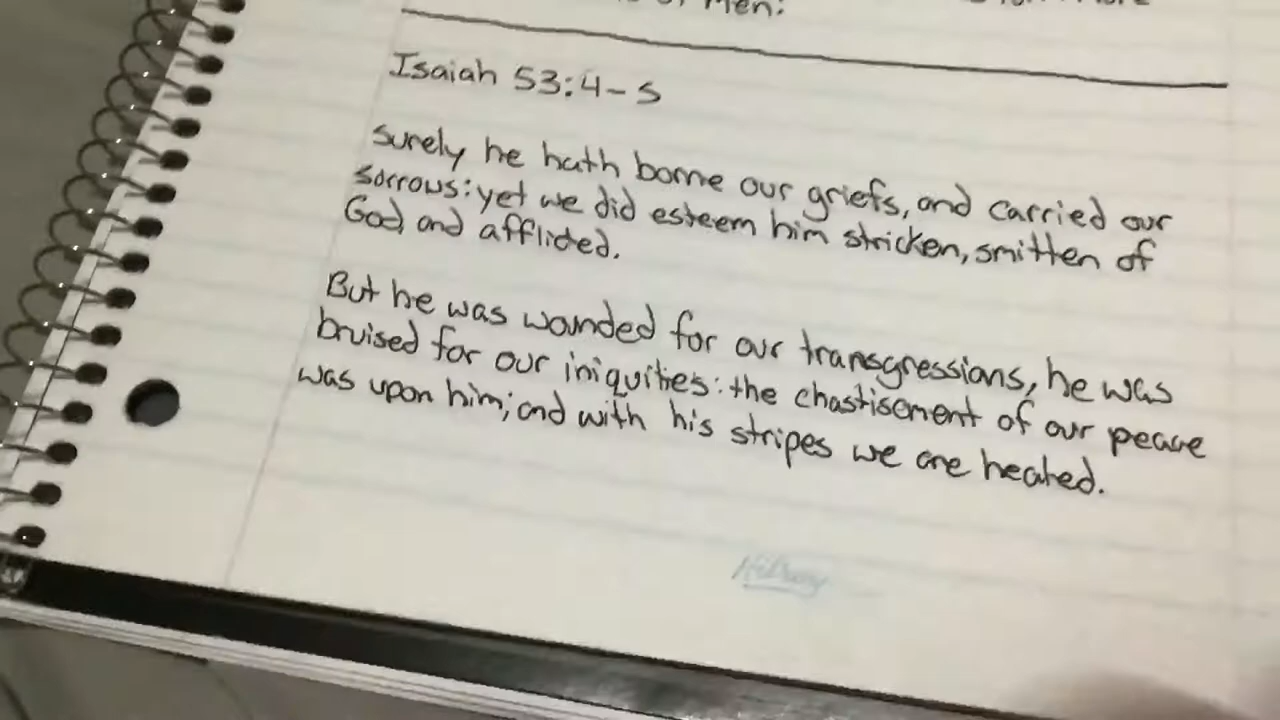 Men:
Isaiah 53:4-5
Surely he hath borne our griefs, and carried our
sorrows: yet we did esteem him stricken, smitten of
God, and afflicted.
But he was wounded for our transgressions, he was
bruised for our iniquities: the chastisement of our peace
was upon him; and with his stripes we are healed.